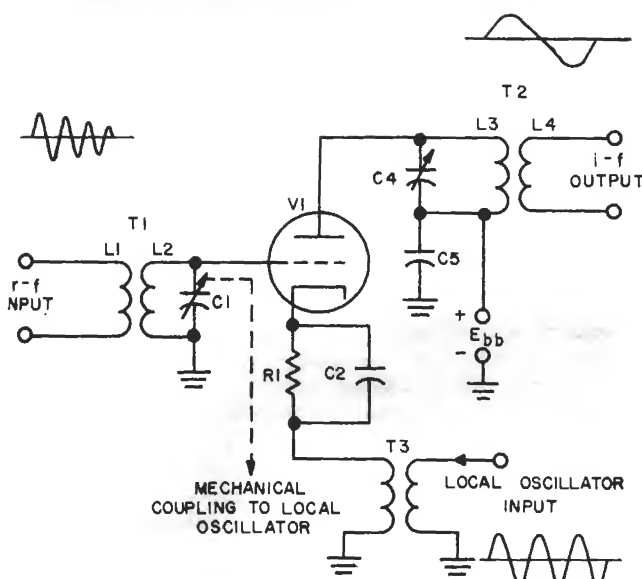 T2
L3
L4
i-f
OUTPUT
C4
V1
T1
L1
L2
r-f
NPUT
C1
C5
+
Ebb
-
R1
C2
T3
MECHANICAL
COUPLING TO LOCAL
OSCILLATOR
LOCAL OSCILLATOR
INPUT